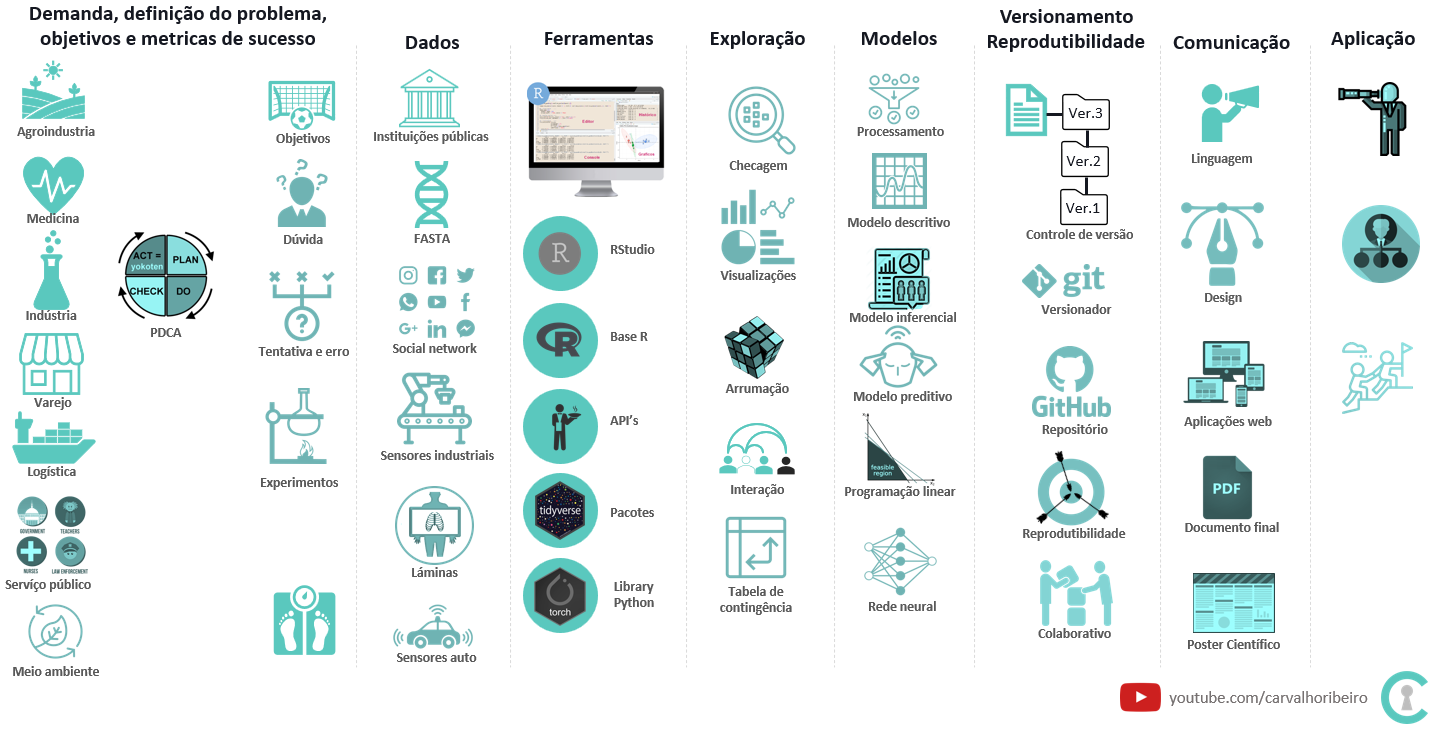 Demanda, definição do problema,
objetivos e metricas de sucesso
Agroindustria
Medicina
Indústria
Varejo
Logística
GOVERNMENT
TEACHERS
NURSES
LAW ENFORCEMENT
Serviço público
Meio ambiente
ACT =
yokoten
PLAN
CHECK
DO
PDCA
Objetivos
Dúvida
Tentativa e erro
Experimentos
Dados
Instituições públicas
FASTA
Social network
Sensores industriais
Láminas
Sensores auto
Ferramentas
R
Editor
Histórico
Console
Gráficos
R
RStudio
R
Base R
API's
tidyverse
Pacotes
torch
Library
Python
Exploração
Checagem
Visualizações
Arrumação
Interação
Tabela de
contingência
Modelos
Processamento
Modelo descritivo
Modelo inferencial
Modelo preditivo
feasible
region
Programação linear
Rede neural
Versionamento
Reprodutibilidade
Ver.3
Ver.2
Ver.1
Controle de versão
git
Versionador
GitHub
Repositório
Reprodutibilidade
Colaborativo
Comunicação
Linguagem
Design
Aplicações web
PDF
Documento final
Poster Científico
Aplicação
youtube.com/carvalhoribeiro